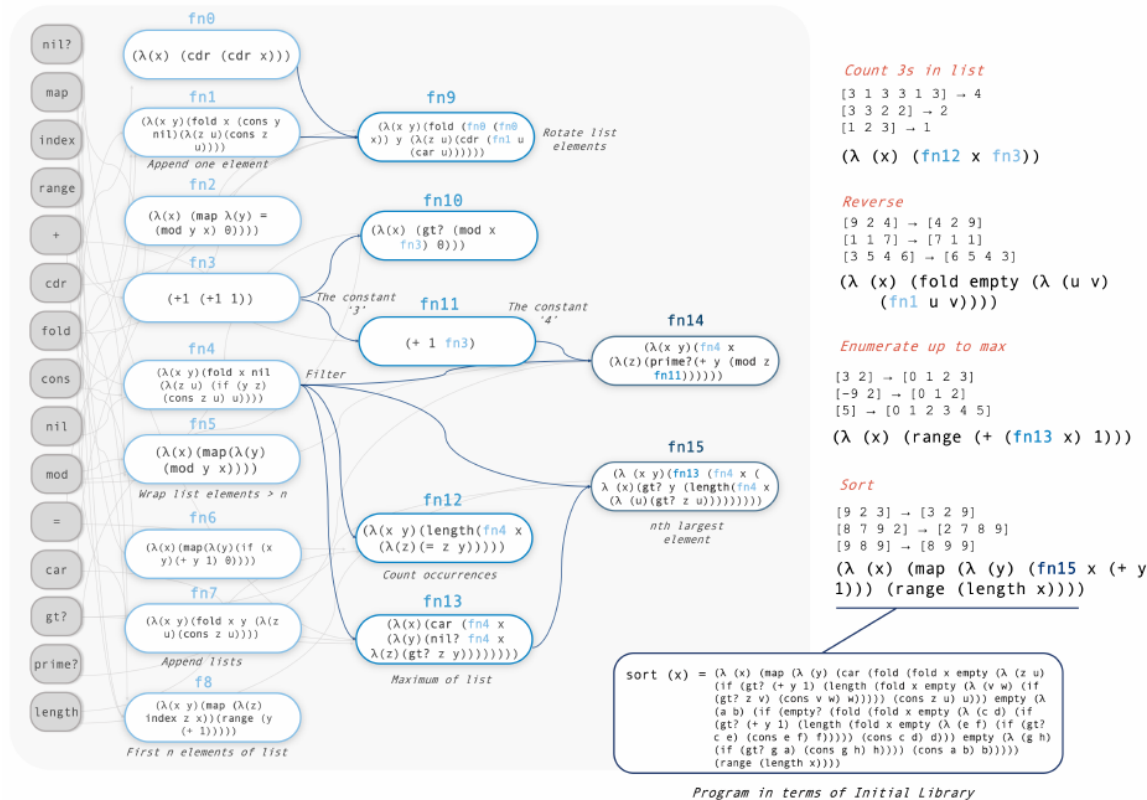 nil?
map
index
range
+
cdr
fold
cons
nil
mod
=
car
gt?
prime?
length
fn0
(λ(x) (cdr (cdr x)))
fn1
(λ(x y)(fold x (cons y
nil)(λ(z u)(cons z
u))))
Append one element
fn2
(λ(x) (map λ(y) =
(mod y x) 0))))
fn3
(+1 (+1 1))
fn4
(λ(x y)(fold x nil
(λ(z u) (if (y z)
(cons z u) u))))
fn5
(λ(x)(map(λ(y)
(mod y x))))
Wrap list elements > n
fn6
(λ(x)(map(λ(y)(if (x
y)(+ y 1) 0))))
fn7
(λ(x y)(fold x y (λ(z
u)(cons z u))))
Append lists
f8
(λ(x y)(map (λ(z)
index z x))(range (y
(+ 1)))))
First n elements of list
fn9
(λ(x y)(fold (fn0 (fn0
x)) y (λ(z u)(cdr (fn1 u
(car u))))))
Rotate list
elements
fn10
(λ(x) (gt? (mod x
fn3) 0)))
The constant
'3'
fn11
(+ 1 fn3)
The constant
'4'
Filter
fn12
(λ(x y)(length(fn4 x
(λ(z)(= z y)))))
Count occurrences
fn13
(λ(x)(car (fn4 x
(λ(y)(nil? fn4 x
λ(z)(gt? z y))))))))
Maximum of list
fn14
(λ(x y)(fn4 x
(λ(z)(prime?(+ y (mod z
fn11))))))
fn15
(λ (x y)(fn13 (fn4 x (
λ (x)(gt? y (length(fn4 x
(λ (u)(gt? z u)))))))))
nth largest
element
Count 3s in list
[3 1 3 3 1 3] → 4
[3 3 2 2] → 2
[1 2 3] → 1
(λ (x) (fn12 x fn3))
Reverse
[9 2 4] → [4 2 9]
[1 1 7] → [7 1 1]
[3 5 4 6] → [6 5 4 3]
(λ (x) (fold empty (λ (u v)
(fn1 u v))))
Enumerate up to max
[3 2] → [0 1 2 3]
[−9 2] → [0 1 2]
[5] → [0 1 2 3 4 5]
(λ (x) (range (+ (fn13 x) 1)))
Sort
[9 2 3] → [3 2 9]
[8 7 9 2] → [2 7 8 9]
[9 8 9] → [8 9 9]
(λ (x) (map (λ (y) (fn15 x (+ y
1))) (range (length x))))
sort (x) = (λ (x) (map (λ (y) (car (fold (fold x empty (λ (z u)
(if (gt? (+ y 1) (length (fold x empty (λ (v w) (if
(gt? z v) (cons v w) w))))) (cons z u) u))) empty (λ
(a b) (if (empty? (fold (fold x empty (λ (c d) (if
(gt? (+ y 1) (length (fold x empty (λ (e f) (if (gt?
c e) (cons e f) f))))) (cons c d) d))) empty (λ (g h)
(if (gt? g a) (cons g h) h)))) (cons a b) b)))))
(range (length x))))
Program in terms of Initial Library